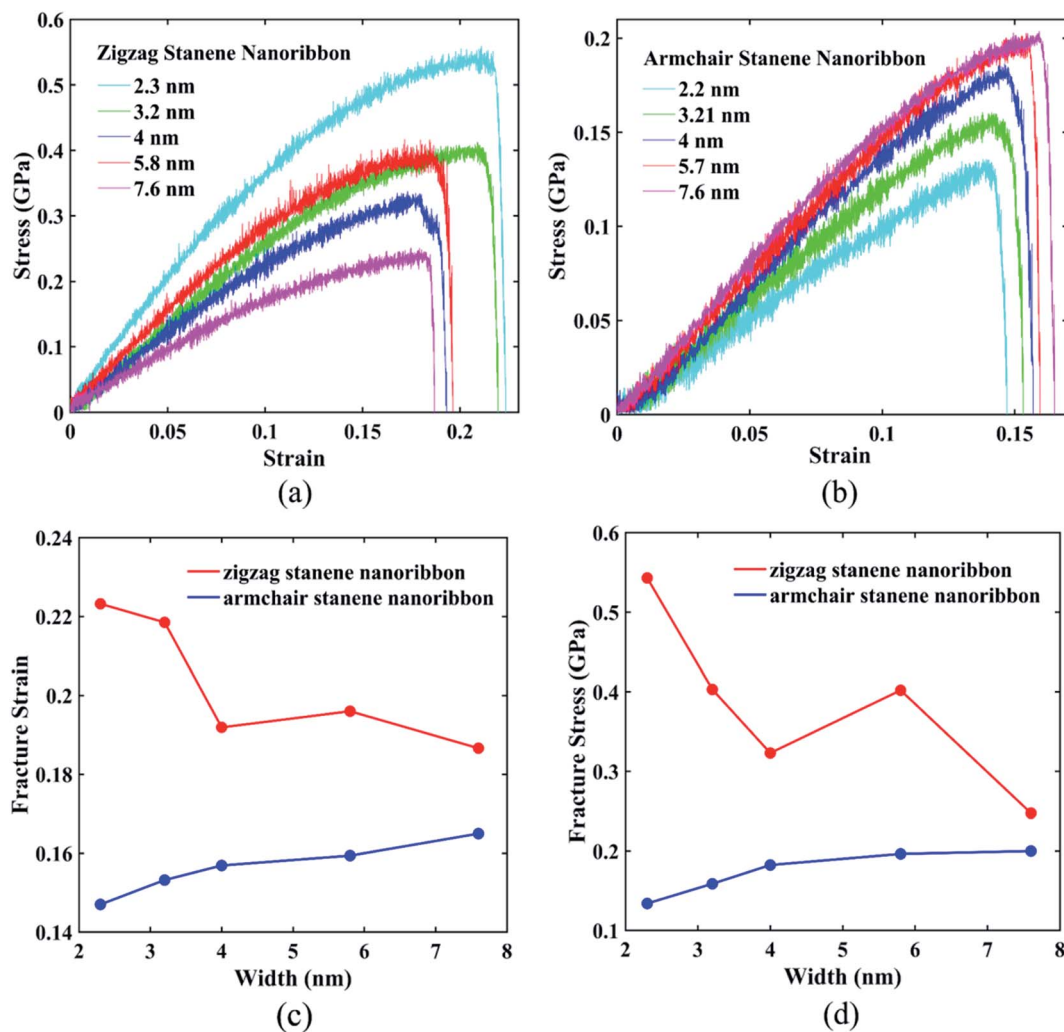 0.6
0.5
0.4
0.3
0.2
0.1
0
Stress (GPa)
Zigzag Stanene Nanoribbon
2.3 nm
3.2 nm
4 nm
5.8 nm
7.6 nm
0
0.05
0.1
0.15
0.2
Strain
(a)
0.2
0.15
0.1
0.05
0
Stress (GPa)
Armchair Stanene Nanoribbon
2.2 nm
3.21 nm
4 nm
5.7 nm
7.6 nm
0
0.05
0.1
0.15
Strain
(b)
0.24
0.22
0.2
0.18
0.16
0.14
Fracture Strain
zigzag stanene nanoribbon
armchair stanene nanoribbon
2
3
4
5
6
7
8
Width (nm)
(c)
0.6
0.5
0.4
0.3
0.2
0.1
Fracture Stress (GPa)
zigzag stanene nanoribbon
armchair stanene nanoribbon
2
3
4
5
6
7
8
Width (nm)
(d)